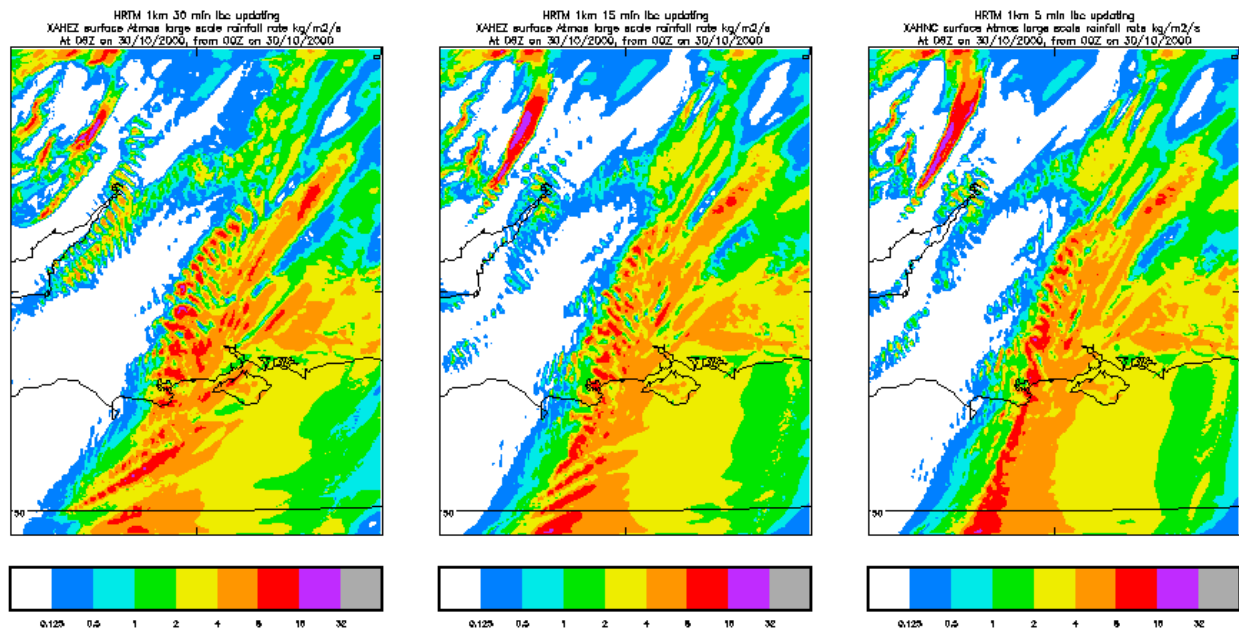 HRTM 1km 30 min lbc updating
XAHEZ surface Atmos large scale rainfall rate kg/m2/s
At 06Z on 30/10/2000, from 00Z on 30/10/2000
50
0.125 0.5 1 2 4 8 16 32
HRTM 1km 15 min lbc updating
XAHEZ surface Atmos large scale rainfall rate kg/m2/s
At 06Z on 30/10/2000, from 00Z on 30/10/2000
50
0.125 0.5 1 2 4 8 16 32
HRTM 1km 5 min lbc updating
XAHNC surface Atmos large scale rainfall rate kg/m2/s
At 06Z on 30/10/2000, from 00Z on 30/10/2000
50
0.125 0.5 1 2 4 8 16 32